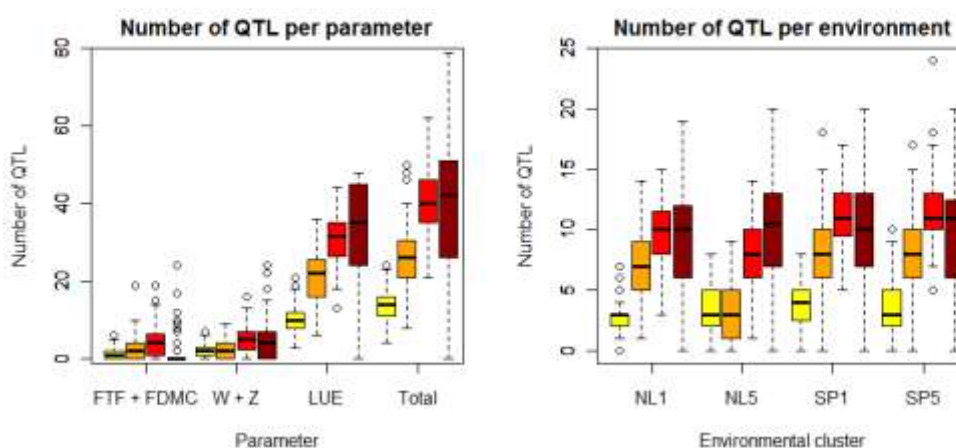 Number of QTL per parameter
Number of QTL
80
60
40
20
0
FTF + FDMC W + Z LUE Total
Parameter
Number of QTL per environment
Number of QTL
25
20
15
10
5
0
NL1 NL5 SP1 SP5
Environmental cluster